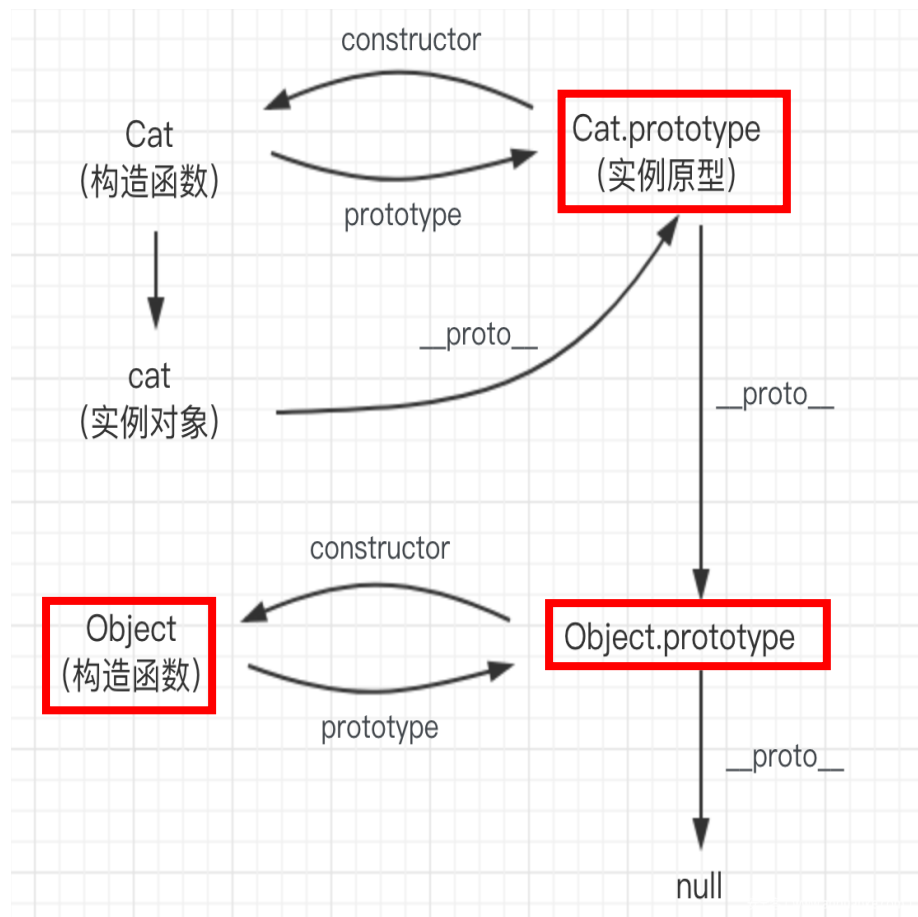 constructor
Cat
(构造函数)
Cat.prototype
(实例原型)
prototype
__proto__
cat
(实例对象)
__proto__
constructor
Object
(构造函数)
Object.prototype
prototype
__proto__
null